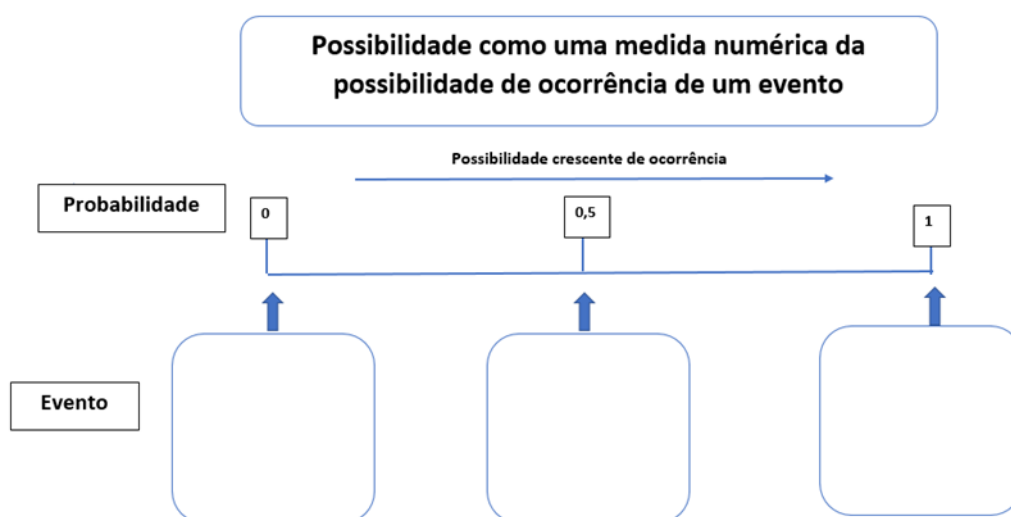 Possibilidade como uma medida numérica da
possibilidade de ocorrência de um evento
Possibilidade crescente de ocorrência
Probabilidade
0
0,5
1
Evento